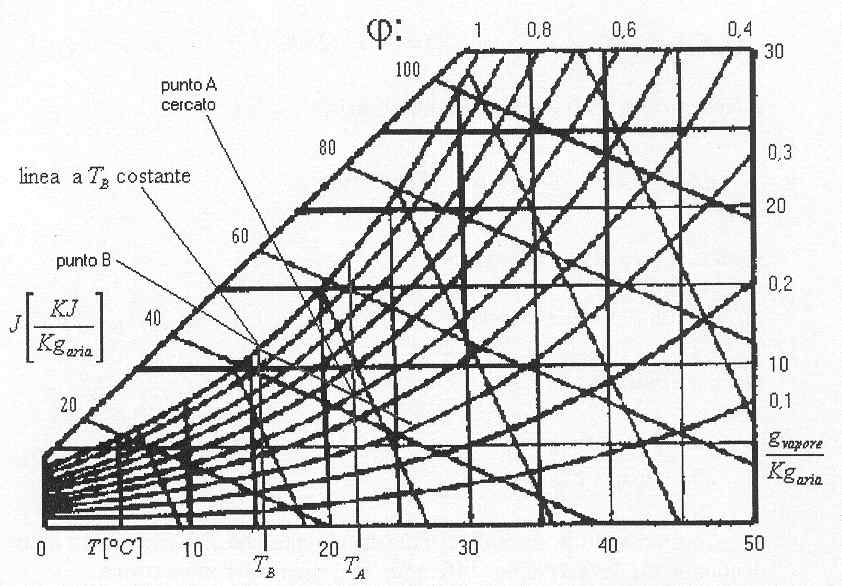 φ: 1 0,8 0,6 0,4
100
30
punto A
cercato
80
0,3
linea a T_B costante
20
60
punto B
0,2
J [KJ / Kg_aria]
40
10
20
0,1
g_vapore / Kg_aria
0 T[°C] 10 20 30 40 50
T_B T_A